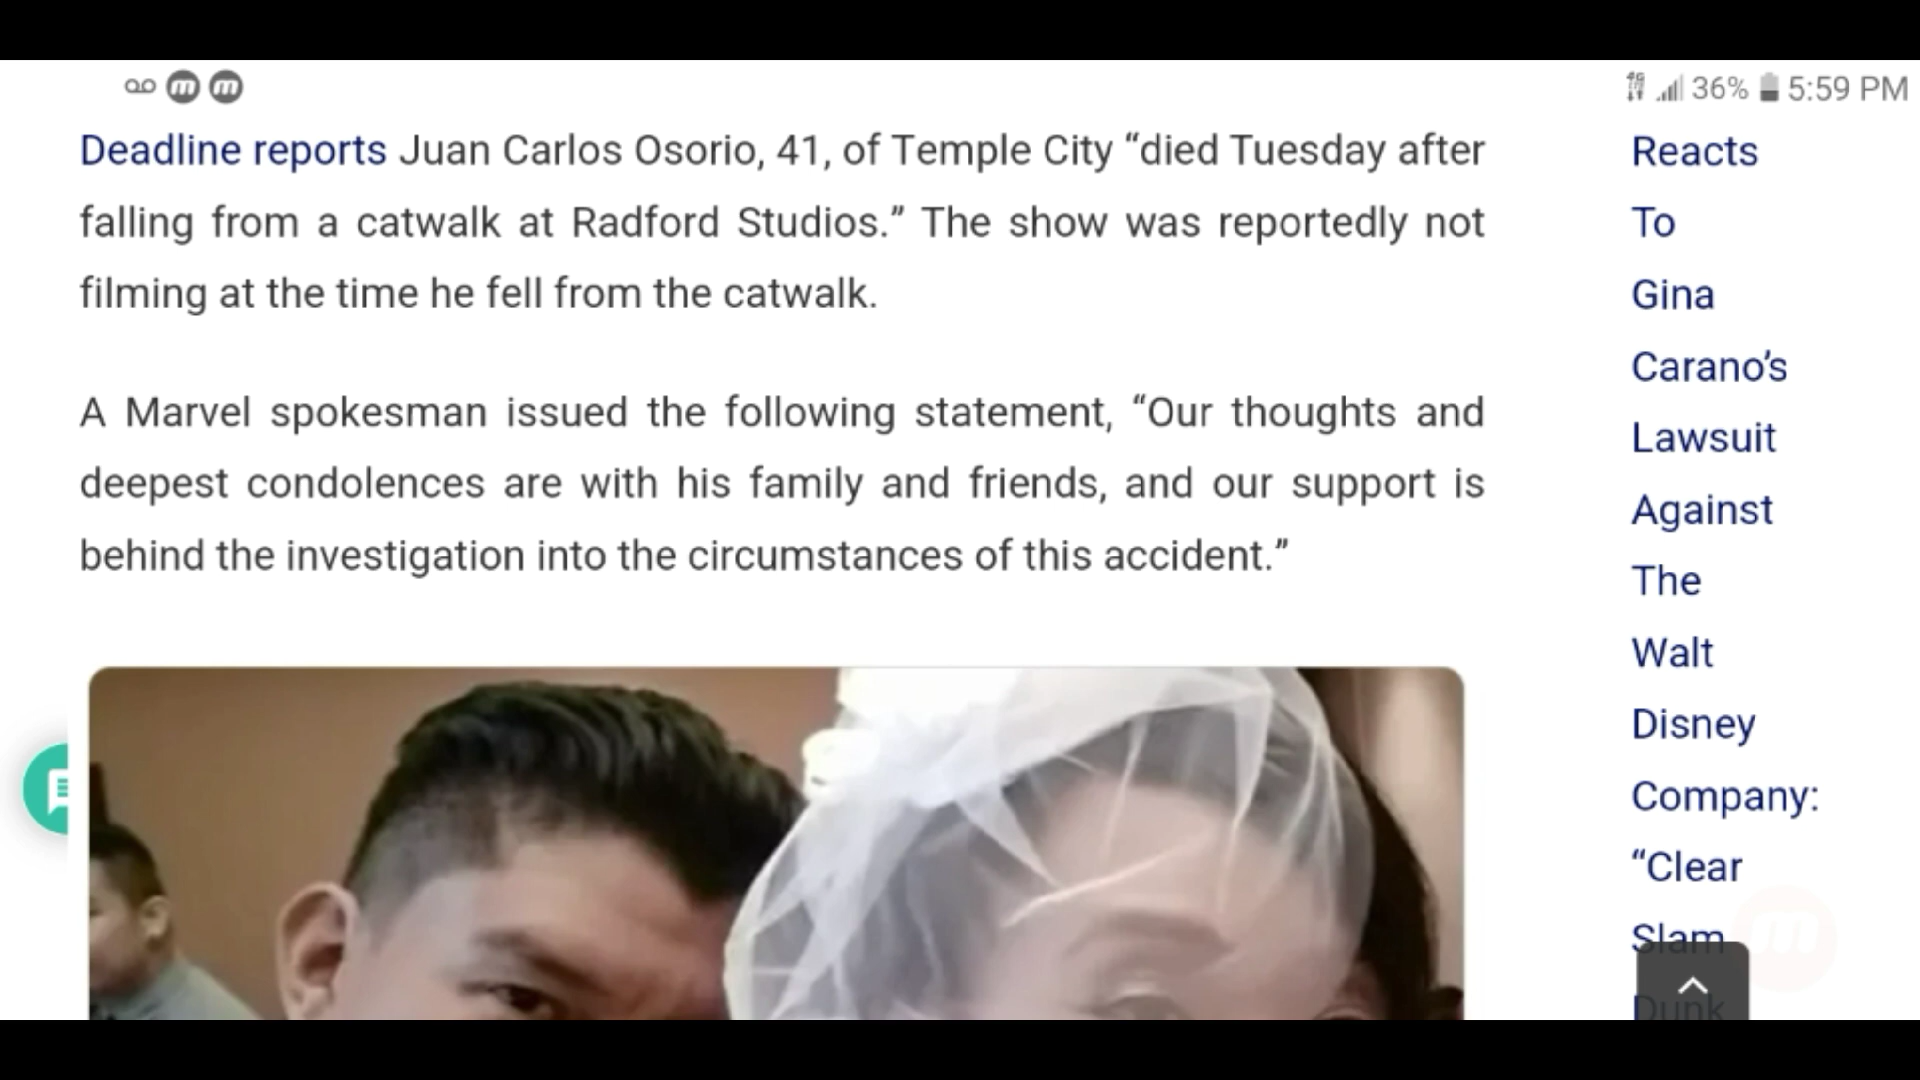 36% 5:59 PM
Deadline reports Juan Carlos Osorio, 41, of Temple City “died Tuesday after
falling from a catwalk at Radford Studios.” The show was reportedly not
filming at the time he fell from the catwalk.
A Marvel spokesman issued the following statement, “Our thoughts and
deepest condolences are with his family and friends, and our support is
behind the investigation into the circumstances of this accident.”
Reacts
To
Gina
Carano’s
Lawsuit
Against
The
Walt
Disney
Company:
“Clear
Slam
Dunk